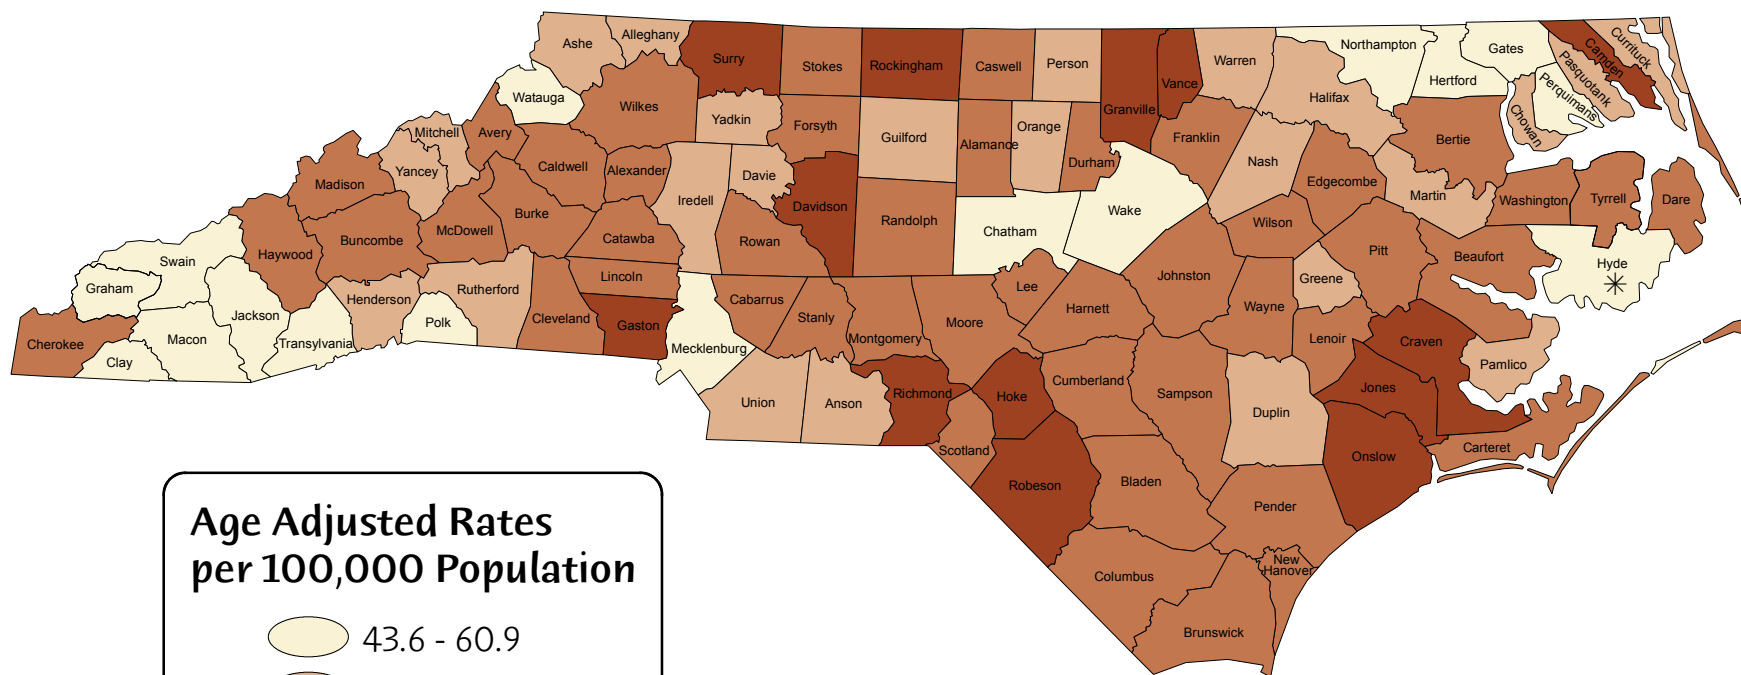 Ashe
Alleghany
Surry
Stokes
Rockingham
Caswell
Person
Granville
Vance
Warren
Northampton
Gates
Hertford
Camden
Currituck
Pasquotank
Perquimans
Chowan
Watauga
Wilkes
Yadkin
Forsyth
Guilford
Alamance
Orange
Durham
Franklin
Halifax
Bertie
Mitchell
Avery
Caldwell
Alexander
Yancey
Madison
Iredell
Davie
Davidson
Randolph
Chatham
Wake
Nash
Edgecombe
Martin
Washington
Tyrrell
Dare
Burke
McDowell
Buncombe
Haywood
Catawba
Rowan
Wilson
Pitt
Beaufort
Hyde
Swain
Graham
Jackson
Henderson
Rutherford
Lincoln
Cleveland
Gaston
Cabarrus
Stanly
Montgomery
Moore
Lee
Harnett
Johnston
Wayne
Greene
Lenoir
Craven
Pamlico
Cherokee
Clay
Macon
Transylvania
Polk
Mecklenburg
Union
Anson
Richmond
Hoke
Cumberland
Sampson
Duplin
Jones
Carteret
Scotland
Robeson
Bladen
Onslow
Pender
Columbus
New
Hanover
Brunswick
Age Adjusted Rates
per 100,000 Population
43.6 - 60.9